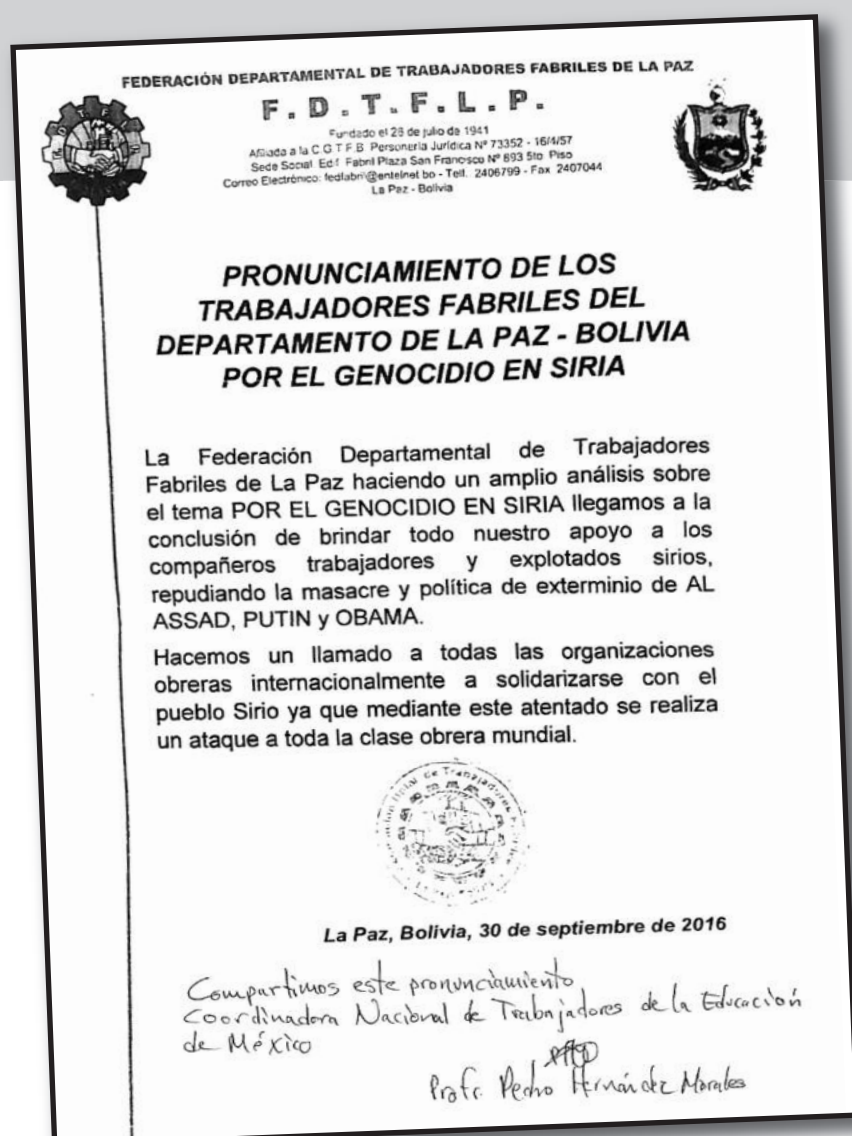 FEDERACIÓN DEPARTAMENTAL DE TRABAJADORES FABRILES DE LA PAZ
F. D. T. F. L. P.
Fundado el 28 de julio de 1941
Afiliada a la C G T F B Personería Jurídica Nº 73352 - 16/4/57
Sede Social Edif Fabril Plaza San Francisco Nº 693 5to Piso
Correo Electrónico: fedfabril@entelnet.bo - Telf. 2406799 - Fax 2407044
La Paz - Bolivia
PRONUNCIAMIENTO DE LOS
TRABAJADORES FABRILES DEL
DEPARTAMENTO DE LA PAZ - BOLIVIA
POR EL GENOCIDIO EN SIRIA
La Federación Departamental de Trabajadores
Fabriles de La Paz haciendo un amplio análisis sobre
el tema POR EL GENOCIDIO EN SIRIA llegamos a la
conclusión de brindar todo nuestro apoyo a los
compañeros trabajadores y explotados sirios,
repudiando la masacre y política de exterminio de AL
ASSAD, PUTIN y OBAMA.
Hacemos un llamado a todas las organizaciones
obreras internacionalmente a solidarizarse con el
pueblo Sirio ya que mediante este atentado se realiza
un ataque a toda la clase obrera mundial.
de Trabajadores
La Paz, Bolivia, 30 de septiembre de 2016
Compartimos este pronunciamiento
Coordinadora Nacional de Trabajadores de la Educación
de México
Profr. Pedro Hernández Morales